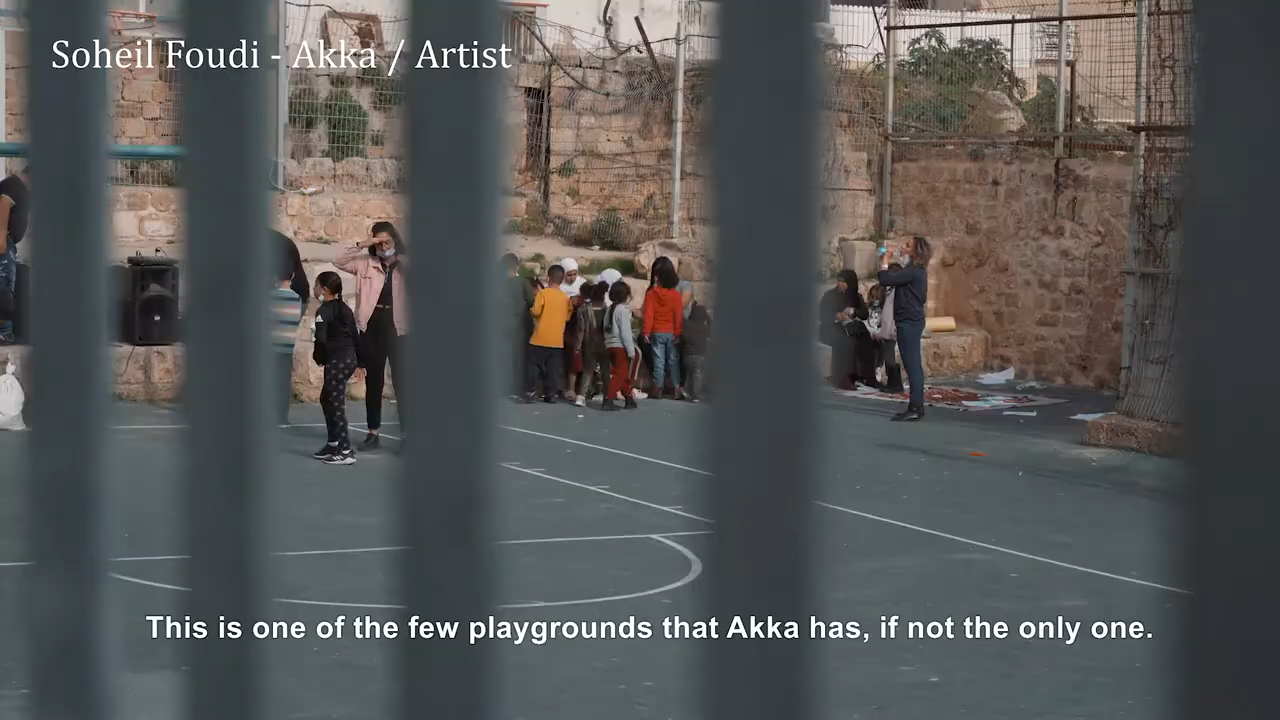 Soheil Foudi - Akka / Artist
This is one of the few playgrounds that Akka has, if not the only one.